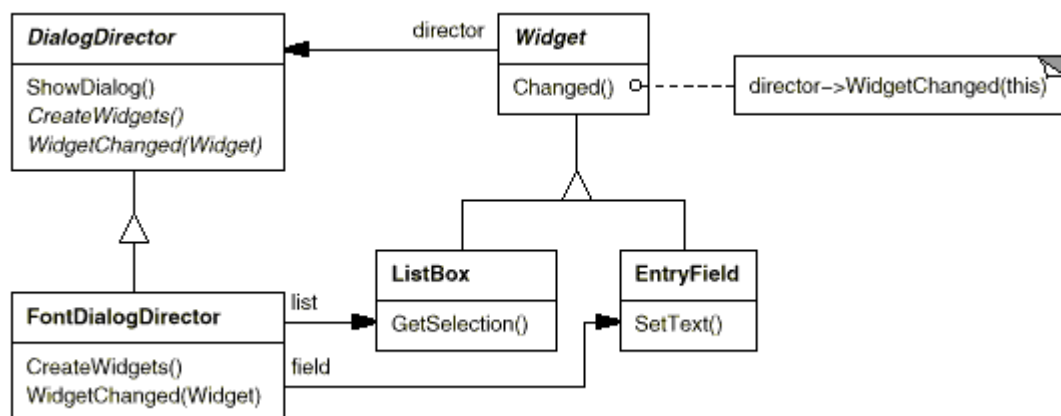 DialogDirector
ShowDialog()
CreateWidgets()
WidgetChanged(Widget)
director
Widget
Changed()
director–>WidgetChanged(this)
ListBox
GetSelection()
EntryField
SetText()
FontDialogDirector
CreateWidgets()
WidgetChanged(Widget)
list
field